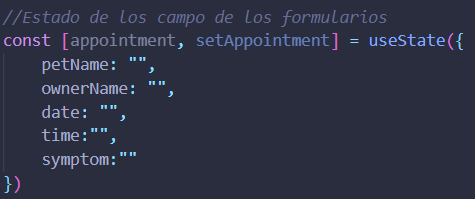 //Estado de los campo de los formularios
const [appointment, setAppointment] = useState({
    petName: "",
    ownerName: "",
    date: "",
    time:"",
    symptom:""
})